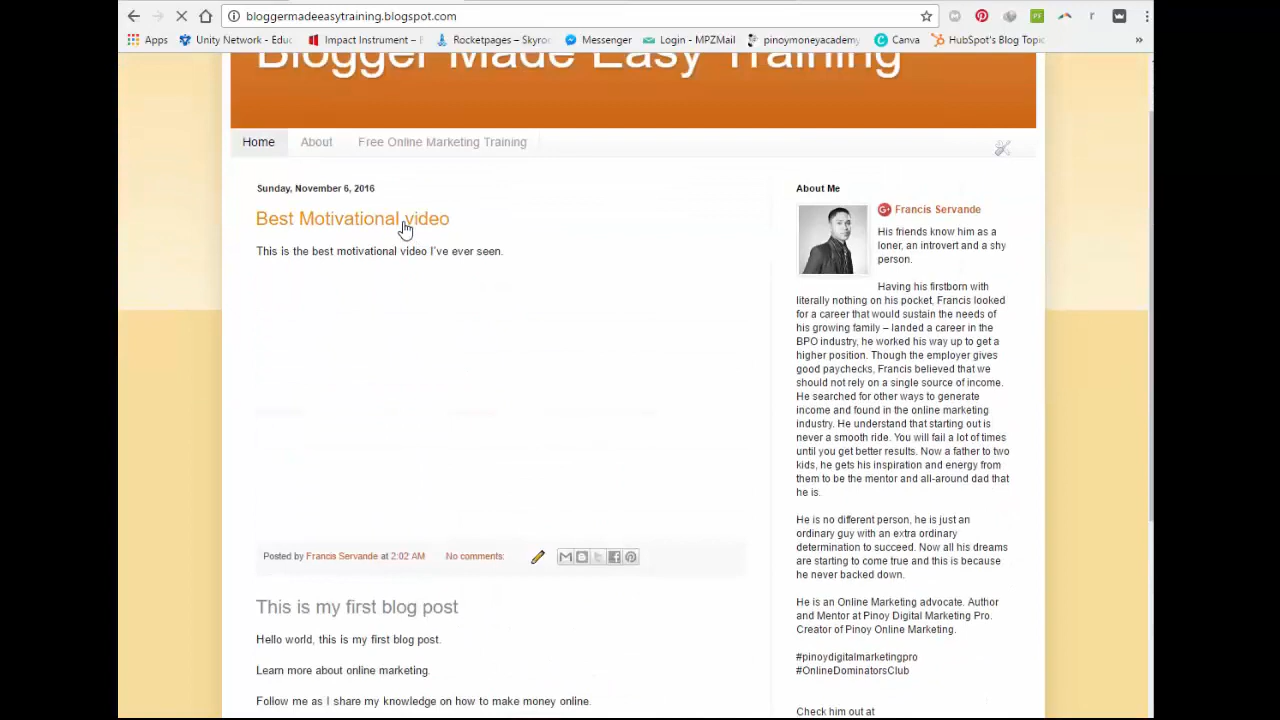 bloggermadeeasytraining.blogspot.com
Apps Unity Network - Edu Impact Instrument – Rocketpages – Skyro Messenger Login - MPZMail pinoymoneyacademy Canva HubSpot's Blog Topic »
Blogger Made Easy Training
Home About Free Online Marketing Training
Sunday, November 6, 2016
Best Motivational video
This is the best motivational video I've ever seen.
Posted by Francis Servande at 2:02 AM No comments:
This is my first blog post
Hello world, this is my first blog post.
Learn more about online marketing.
Follow me as I share my knowledge on how to make money online.
About Me
Francis Servande
His friends know him as a
loner, an introvert and a shy
person.
Having his firstborn with
literally nothing on his pocket, Francis looked
for a career that would sustain the needs of
his growing family – landed a career in the
BPO industry, he worked his way up to get a
higher position. Though the employer gives
good paychecks, Francis believed that we
should not rely on a single source of income.
He searched for other ways to generate
income and found in the online marketing
industry. He understand that starting out is
never a smooth ride. You will fail a lot of times
until you get better results. Now a father to two
kids, he gets his inspiration and energy from
them to be the mentor and all-around dad that
he is.
He is no different person, he is just an
ordinary guy with an extra ordinary
determination to succeed. Now all his dreams
are starting to come true and this is because
he never backed down.
He is an Online Marketing advocate. Author
and Mentor at Pinoy Digital Marketing Pro.
Creator of Pinoy Online Marketing.
#pinoydigitalmarketingpro
#OnlineDominatorsClub
Check him out at